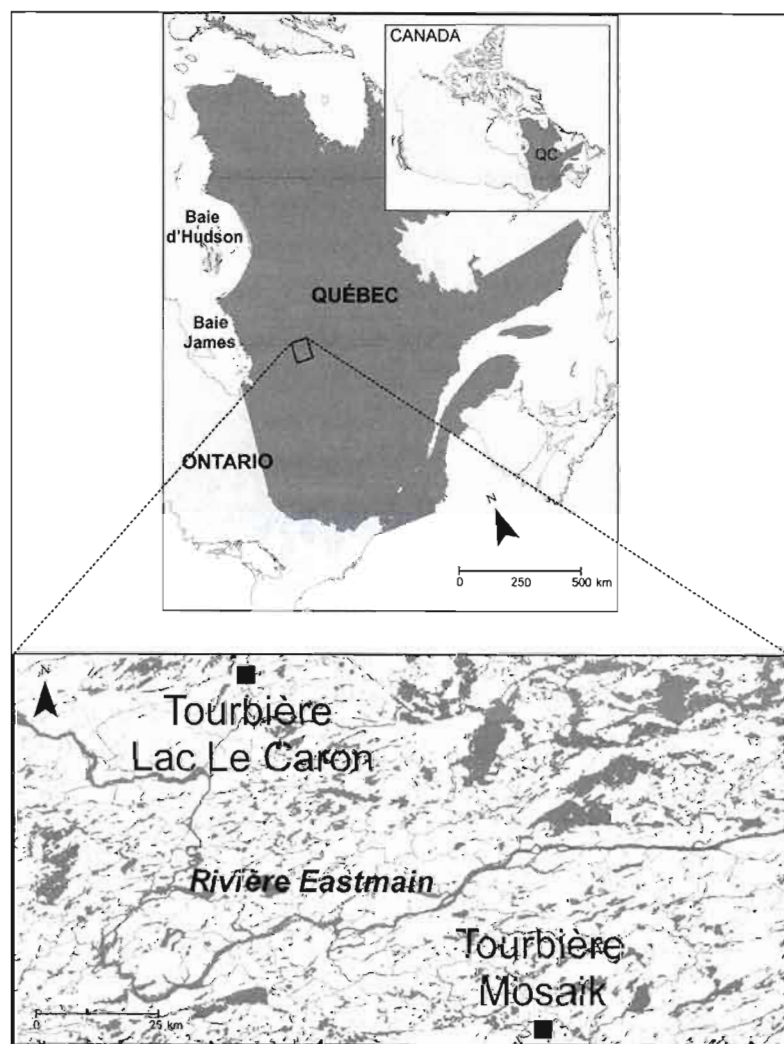 CANADA
QC
Baie
d'Hudson
QUÉBEC
Baie
James
ONTARIO
N
0 250 500 km
N
Tourbière
Lac Le Caron
Rivière Eastmain
Tourbière
Mosaik
0 25
km